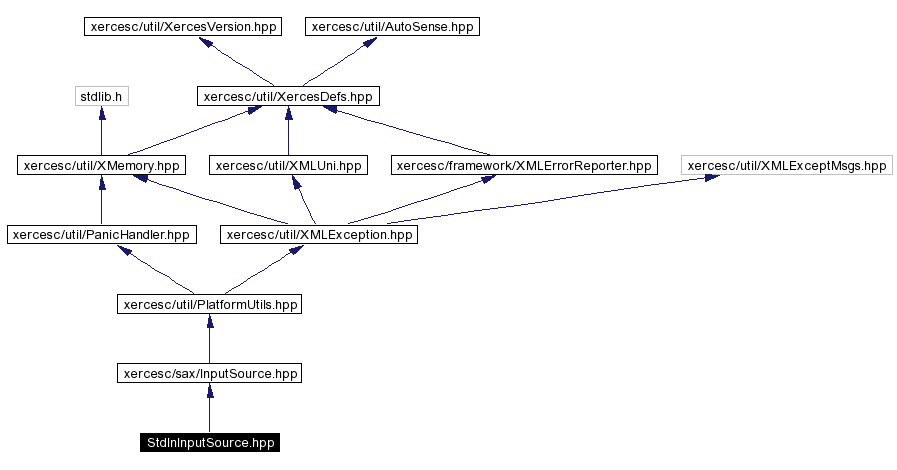 xercesc/util/XercesVersion.hpp
xercesc/util/AutoSense.hpp
stdlib.h
xercesc/util/XercesDefs.hpp
xercesc/util/XMemory.hpp
xercesc/util/XMLUni.hpp
xercesc/framework/XMLErrorReporter.hpp
xercesc/util/XMLExceptMsgs.hpp
xercesc/util/PanicHandler.hpp
xercesc/util/XMLException.hpp
xercesc/util/PlatformUtils.hpp
xercesc/sax/InputSource.hpp
StdInInputSource.hpp